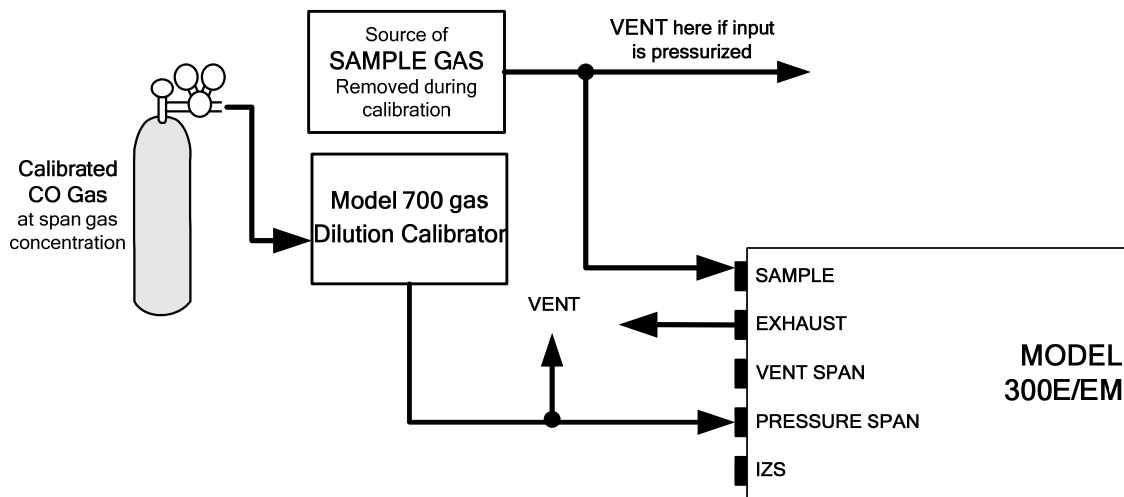 Source of
SAMPLE GAS
Removed during
calibration
VENT here if input
is pressurized
Calibrated
CO Gas
at span gas
concentration
Model 700 gas
Dilution Calibrator
VENT
SAMPLE
EXHAUST
VENT SPAN
PRESSURE SPAN
IZS
MODEL
300E/EM